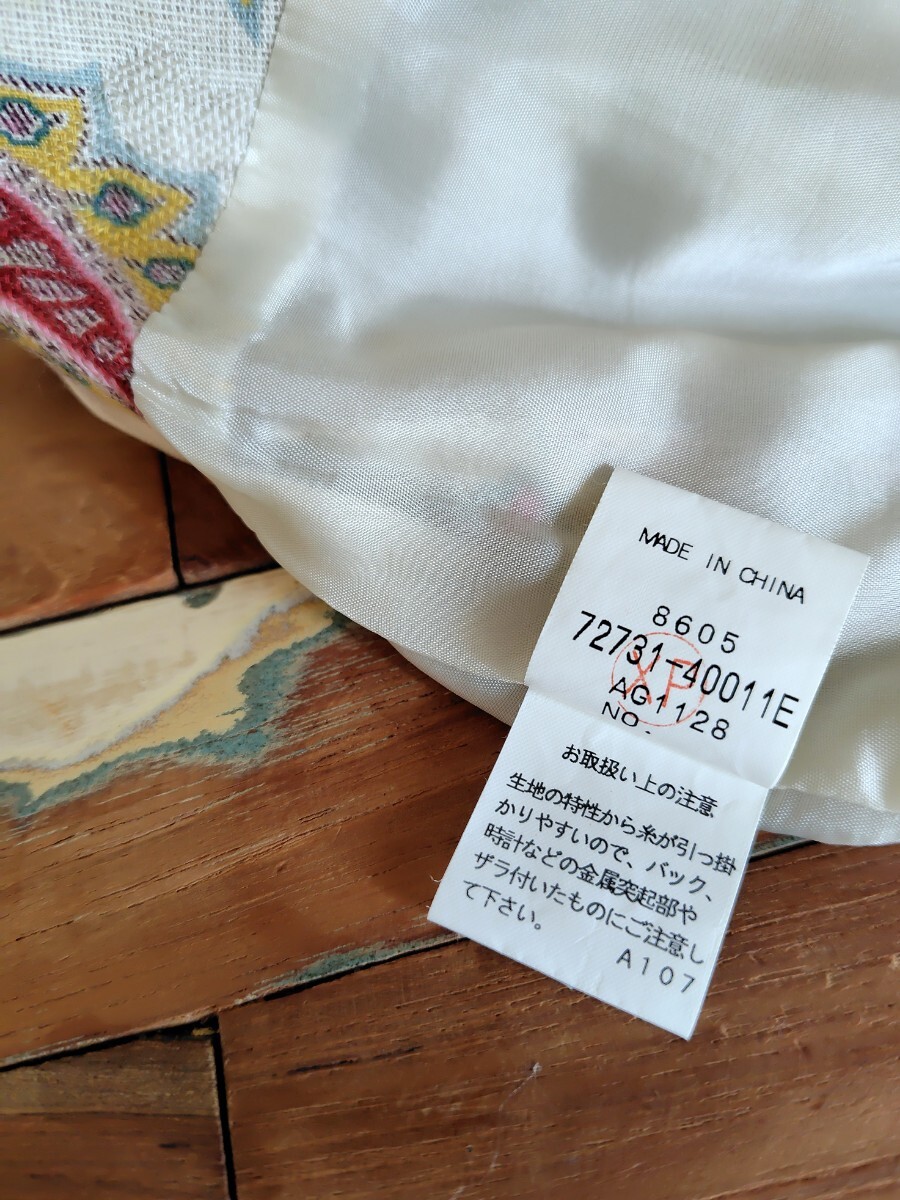 MADE IN CHINA
8605
72731-40011E
XP
AG1128
NO.
お取扱い上の注意
生地の特性から糸が引っ掛
かりやすいので、バック、
時計などの金属突起部や
ザラ付いたものにご注意し
て下さい。
A107